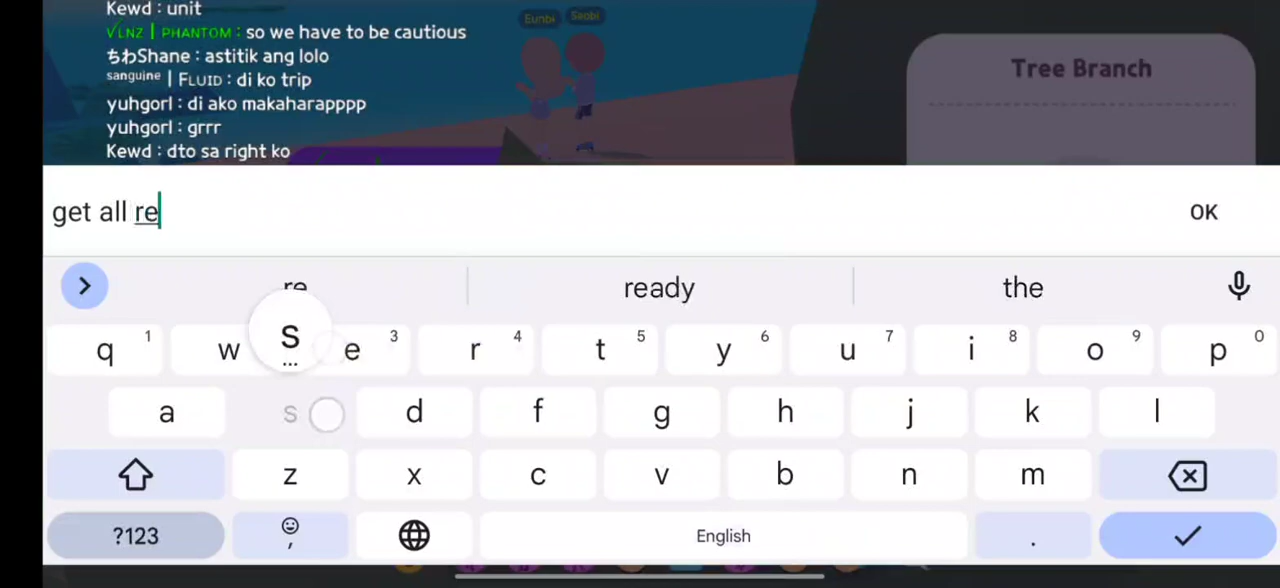 Kewd : unit
VLNZ | PHANTOM : so we have to be cautious
ちわShane : astitik ang lolo
sanguine | FLUID : di ko trip
yuhgorl : di ako makaharapppp
yuhgorl : grrr
Kewd : dto sa right ko
Eunbi Seobi
Tree Branch
get all re
OK
re ready the
q 1 w e 3 r 4 t 5 y 6 u 7 i 8 o 9 p 0
s
...
a s d f g h j k l
z x c v b n m
?123 , English .